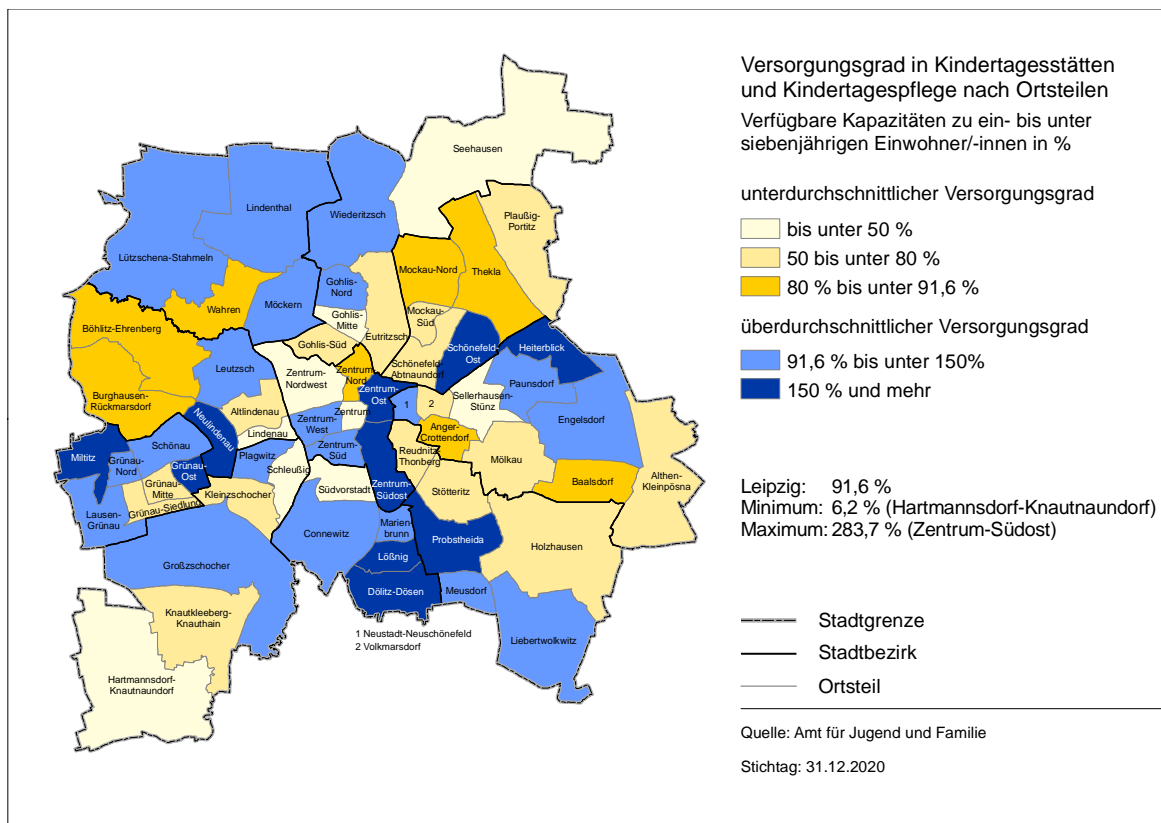 Versorgungsgrad in Kindertagesstätten
und Kindertagespflege nach Ortsteilen
Verfügbare Kapazitäten zu ein- bis unter
siebenjährigen Einwohner/-innen in %
unterdurchschnittlicher Versorgungsgrad
bis unter 50 %
50 bis unter 80 %
80 % bis unter 91,6 %
überdurchschnittlicher Versorgungsgrad
91,6 % bis unter 150%
150 % und mehr
Leipzig: 91,6 %
Minimum: 6,2 % (Hartmannsdorf-Knautnaundorf)
Maximum: 283,7 % (Zentrum-Südost)
Stadtgrenze
Stadtbezirk
Ortsteil
Quelle: Amt für Jugend und Familie
Stichtag: 31.12.2020
Seehausen
Lindenthal
Wiederitzsch
Plaußig-
Portitz
Lützschena-Stahmeln
Mockau-Nord
Thekla
Gohlis-
Nord
Wahren
Möckern
Mockau-
Süd
Gohlis-
Mitte
Böhlitz-Ehrenberg
Eutritzsch
Gohlis-Süd
Schönefeld-
Ost
Heiterblick
Leutzsch
Schönefeld-
Abtnaundorf
Zentrum-
Nord
Zentrum-
Nordwest
Paunsdorf
Zentrum-
Ost
Burghausen-
Rückmarsdorf
Sellerhausen-
Stünz
1
2
Altlindenau
Zentrum
Engelsdorf
Neulindenau
Zentrum-
West
Lindenau
Anger-
Crottendorf
Schönau
Zentrum-
Süd
Plagwitz
Reudnitz-
Thonberg
Miltitz
Grünau-
Nord
Mölkau
Grünau-
Ost
Schleußig
Baalsdorf
Althen-
Kleinpösna
Grünau-
Mitte
Kleinzschocher
Südvorstadt
Zentrum-
Südost
Stötteritz
Grünau-Siedlung
Lausen-
Grünau
Connewitz
Marien-
brunn
Probstheida
Holzhausen
Lößnig
Großzschocher
Dölitz-Dösen
Meusdorf
Knautkleeberg-
Knauthain
Liebertwolkwitz
1 Neustadt-Neuschönefeld
2 Volkmarsdorf
Hartmannsdorf-
Knautnaundorf